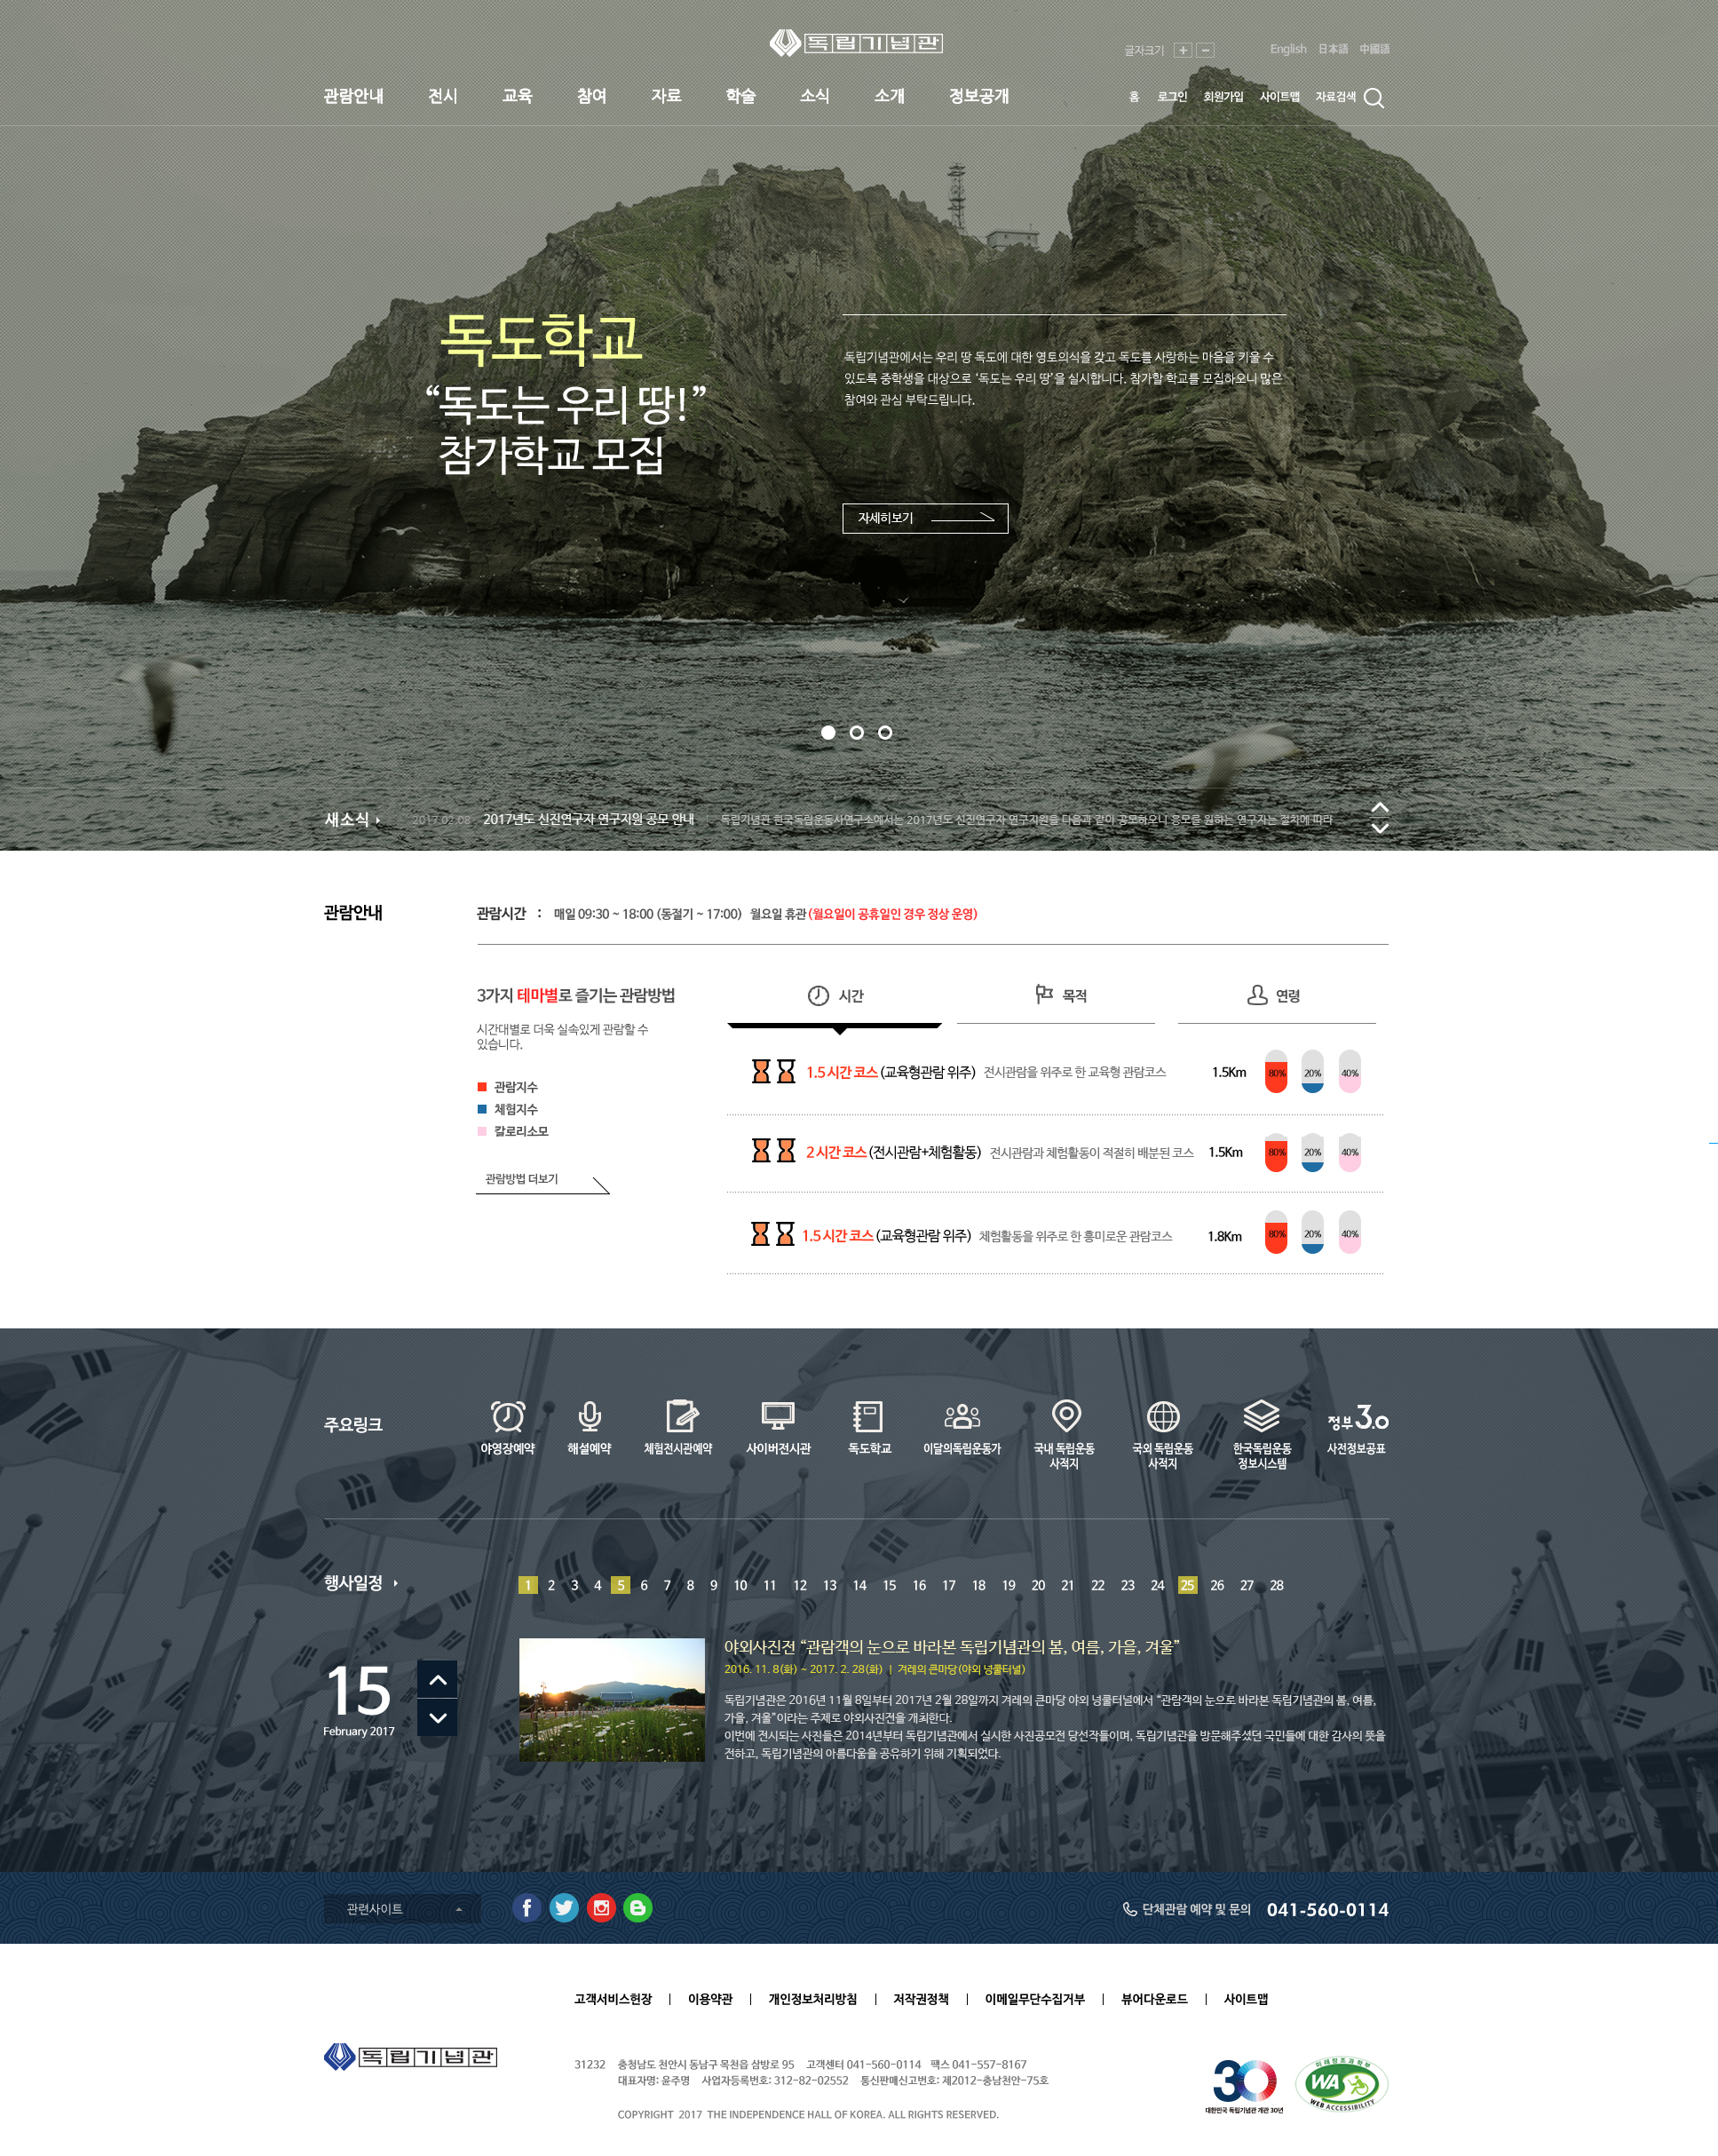 독립기념관
글자크기
English 日本語 中國語
관람안내 전시 교육 참여 자료 학술 소식 소개 정보공개
홈 로그인 회원가입 사이트맵 자료검색
독도학교
“독도는 우리 땅!”
참가학교 모집
독립기념관에서는 우리 땅 독도에 대한 영토의식을 갖고 독도를 사랑하는 마음을 키울 수
있도록 중학생을 대상으로 ‘독도는 우리 땅’을 실시합니다. 참가할 학교를 모집하오니 많은
참여와 관심 부탁드립니다.
자세히보기
새소식 2017.02.08 2017년도 신진연구자 연구지원 공모 안내 | 독립기념관 한국독립운동사연구소에서는 2017년도 신진연구자 연구지원을 다음과 같이 공모하오니 응모를 원하는 연구자는 절차에 따라
관람안내
관람시간 : 매일 09:30 ~ 18:00 (동절기 ~ 17:00) 월요일 휴관 (월요일이 공휴일인 경우 정상 운영)
3가지 테마별로 즐기는 관람방법
시간대별로 더욱 실속있게 관람할 수
있습니다.
관람지수
체험지수
칼로리소모
관람방법 더보기
시간 목적 연령
1.5 시간 코스 (교육형관람 위주) 전시관람을 위주로 한 교육형 관람코스 1.5Km 80% 20% 40%
2 시간 코스 (전시관람+체험활동) 전시관람과 체험활동이 적절히 배분된 코스 1.5Km 80% 20% 40%
1.5 시간 코스 (교육형관람 위주) 체험활동을 위주로 한 흥미로운 관람코스 1.8Km 80% 20% 40%
주요링크
야영장예약
해설예약
체험전시관예약
사이버전시관
독도학교
이달의독립운동가
국내 독립운동
사적지
국외 독립운동
사적지
한국독립운동
정보시스템
정부3.0
사전정보공표
행사일정
1 2 3 4 5 6 7 8 9 10 11 12 13 14 15 16 17 18 19 20 21 22 23 24 25 26 27 28
15
February 2017
야외사진전 “관람객의 눈으로 바라본 독립기념관의 봄, 여름, 가을, 겨울”
2016. 11. 8(화) ~ 2017. 2. 28(화) | 겨레의 큰마당(야외 넝쿨터널)
독립기념관은 2016년 11월 8일부터 2017년 2월 28일까지 겨레의 큰마당 야외 넝쿨터널에서 “관람객의 눈으로 바라본 독립기념관의 봄, 여름,
가을, 겨울”이라는 주제로 야외사진전을 개최한다.
이번에 전시되는 사진들은 2014년부터 독립기념관에서 실시한 사진공모전 당선작들이며, 독립기념관을 방문해주셨던 국민들에 대한 감사의 뜻을
전하고, 독립기념관의 아름다움을 공유하기 위해 기획되었다.
관련사이트
단체관람 예약 및 문의 041-560-0114
고객서비스헌장 | 이용약관 | 개인정보처리방침 | 저작권정책 | 이메일무단수집거부 | 뷰어다운로드 | 사이트맵
독립기념관
31232 충청남도 천안시 동남구 목천읍 삼방로 95 고객센터 041-560-0114 팩스 041-557-8167
대표자명: 윤주명 사업자등록번호: 312-82-02552 통신판매신고번호: 제2012-충남천안-75호
COPYRIGHT 2017 THE INDEPENDENCE HALL OF KOREA. ALL RIGHTS RESERVED.
30
대한민국 독립기념관 개관 30년
미래창조과학부
WA
WEB ACCESSIBILITY